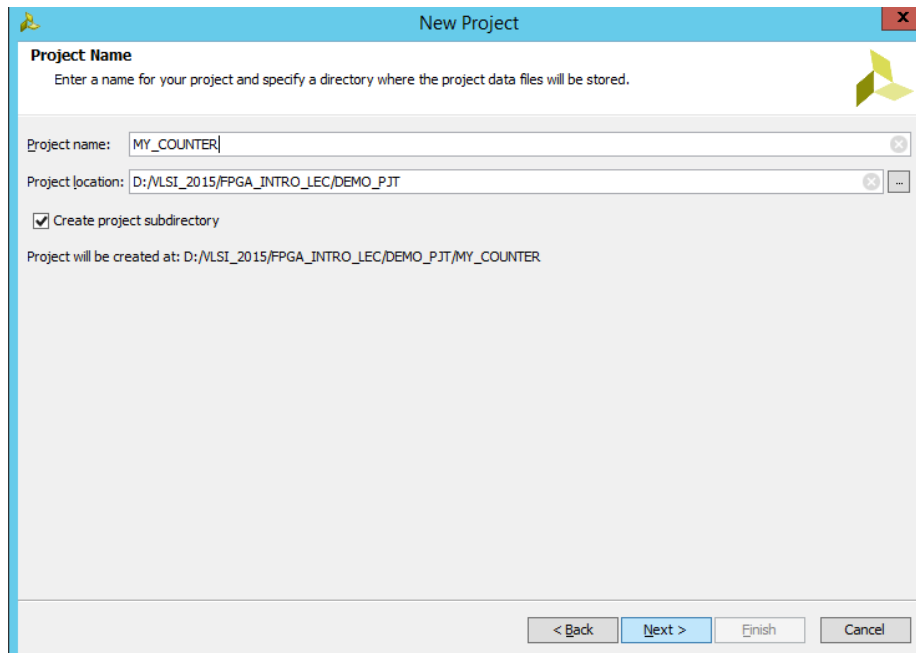 New Project
x
Project Name
Enter a name for your project and specify a directory where the project data files will be stored.
Project name: MY_COUNTER
Project location: D:/VLSI_2015/FPGA_INTRO_LEC/DEMO_PJT ...
Create project subdirectory
Project will be created at: D:/VLSI_2015/FPGA_INTRO_LEC/DEMO_PJT/MY_COUNTER
< Back Next > Finish Cancel